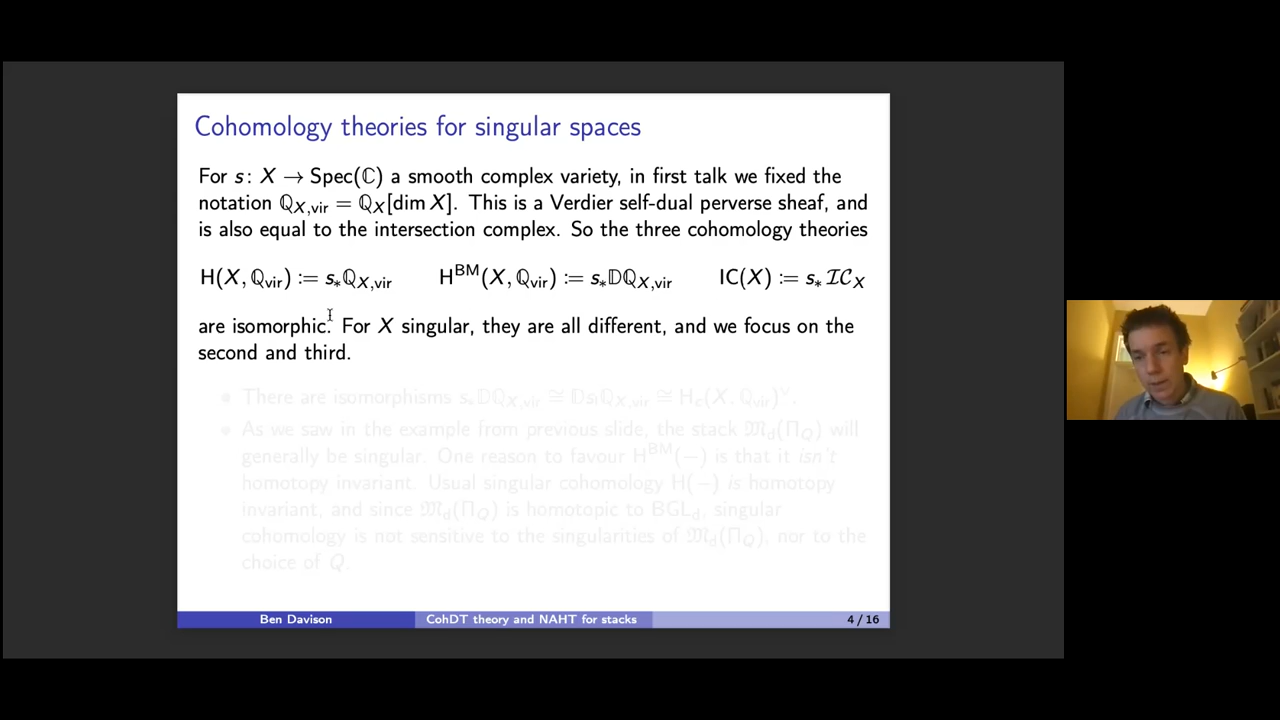 Cohomology theories for singular spaces
For s: X → Spec(ℂ) a smooth complex variety, in first talk we fixed the
notation ℚ_{X,vir} = ℚ_X[dim X]. This is a Verdier self-dual perverse sheaf, and
is also equal to the intersection complex. So the three cohomology theories
H(X, ℚ_vir) := s_*ℚ_{X,vir} H^BM(X, ℚ_vir) := s_*𝔻ℚ_{X,vir} IC(X) := s_* ℐ𝒞_X
are isomorphic. For X singular, they are all different, and we focus on the
second and third.
• There are isomorphisms s_*𝔻ℚ_{X,vir} ≅ 𝔻s_!ℚ_{X,vir} ≅ H_c(X, ℚ_vir)^∨.
• As we saw in the example from previous slide, the stack 𝔐_d(Π_Q) will
generally be singular. One reason to favour H^BM(−) is that it isn't
homotopy invariant. Usual singular cohomology H(−) is homotopy
invariant, and since 𝔐_d(Π_Q) is homotopic to BGL_d, singular
cohomology is not sensitive to the singularities of 𝔐_d(Π_Q), nor to the
choice of Q.
Ben Davison CohDT theory and NAHT for stacks 4 / 16